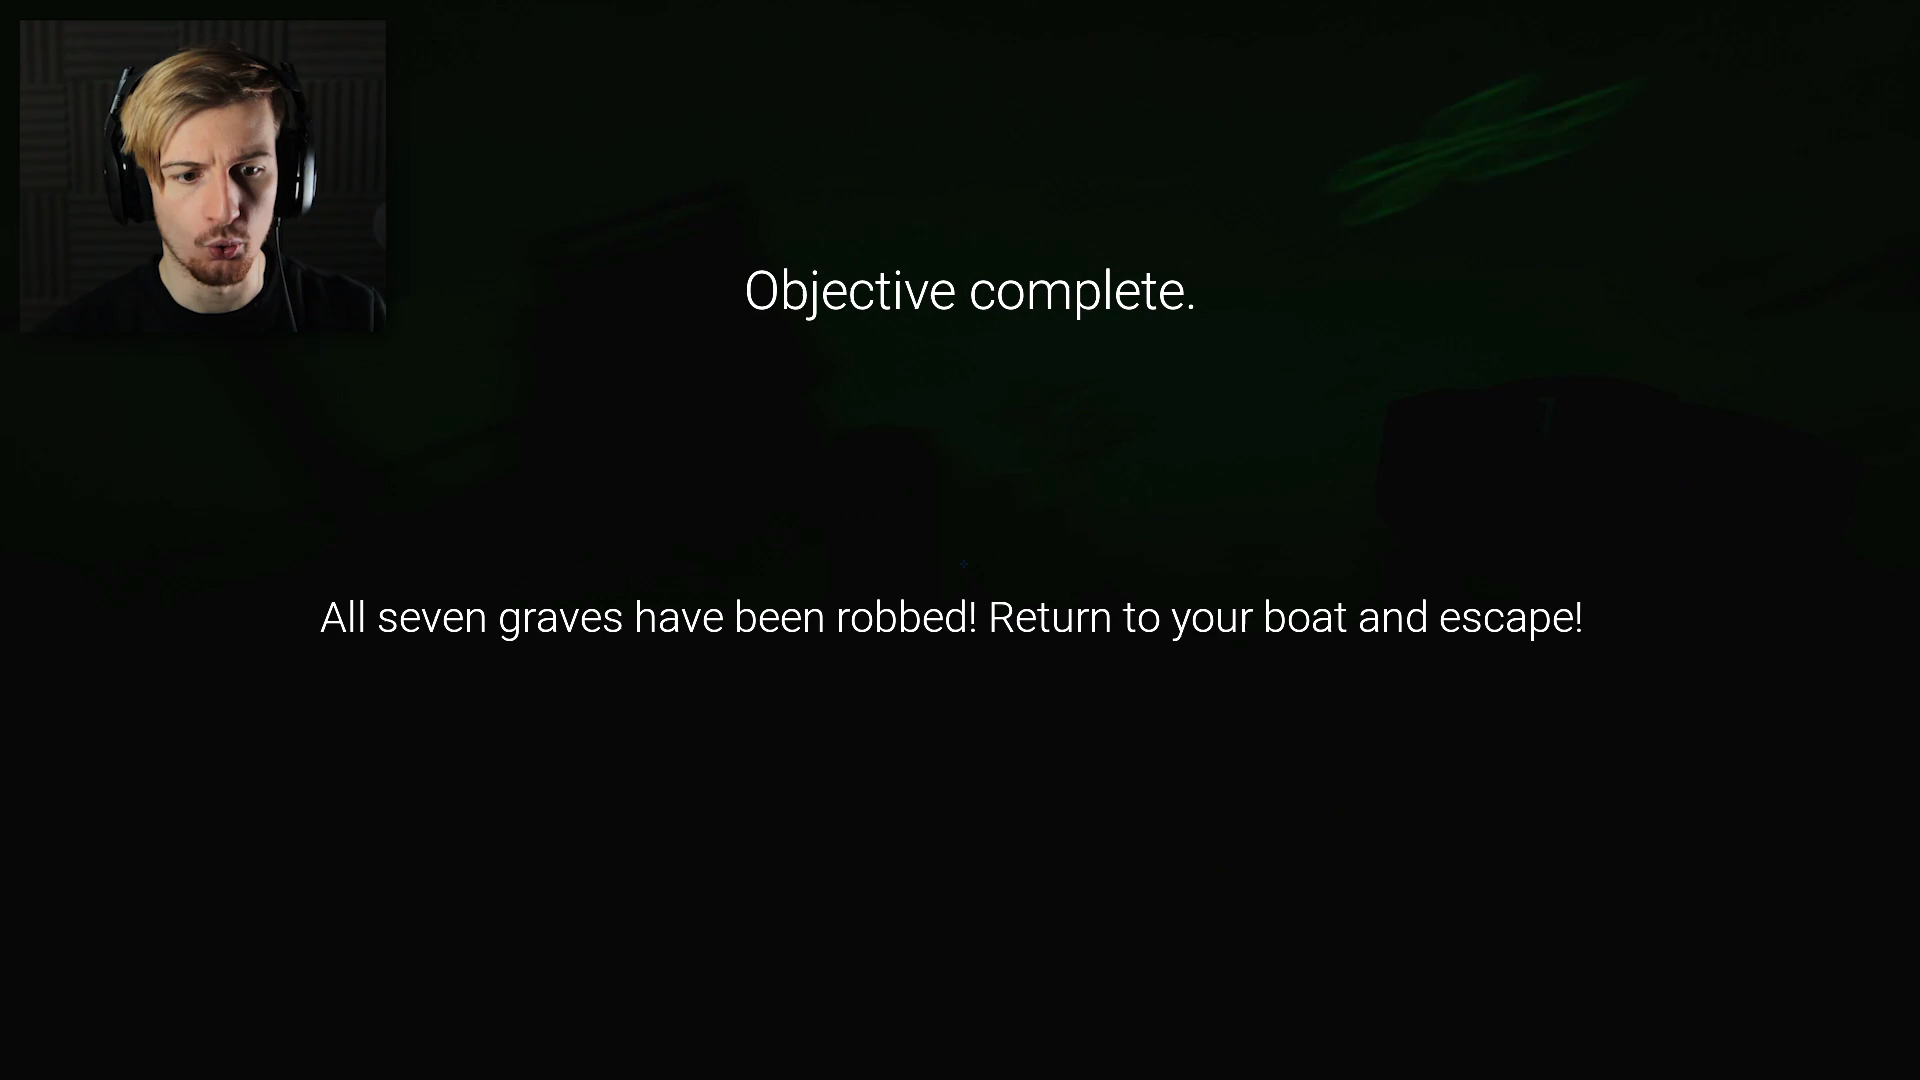 Objective complete.
All seven graves have been robbed! Return to your boat and escape!